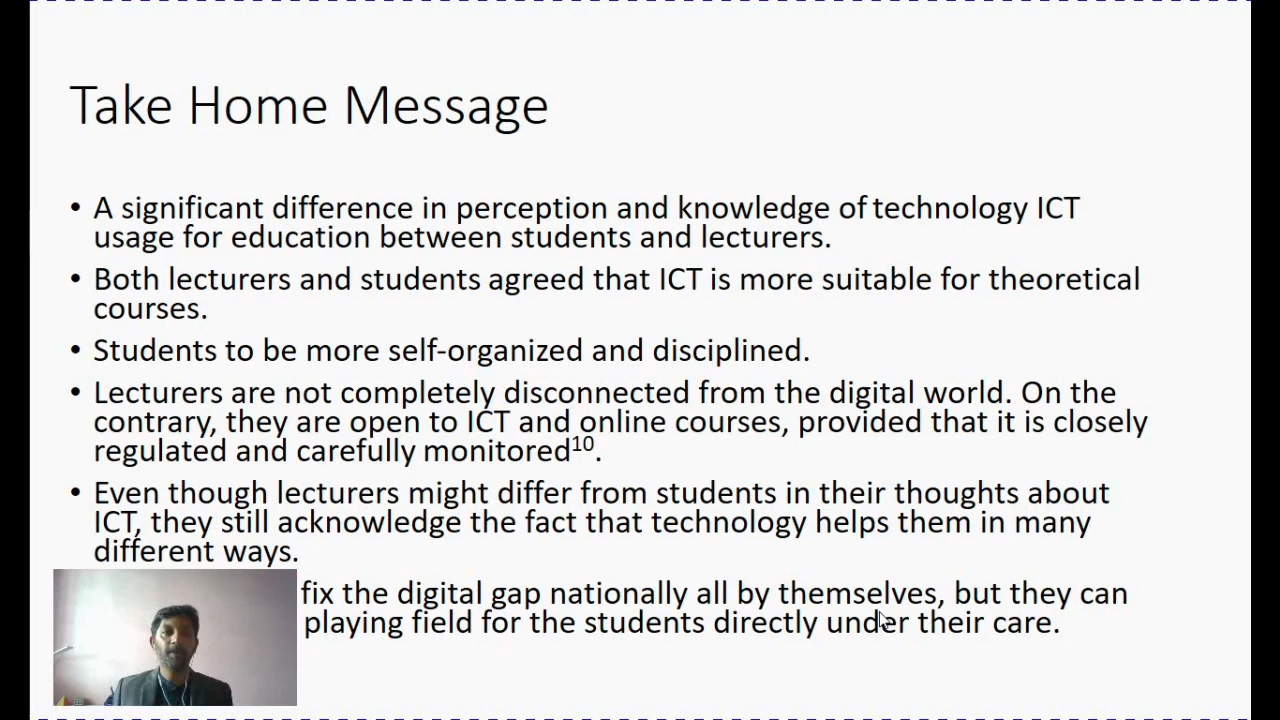 Take Home Message
• A significant difference in perception and knowledge of technology ICT
usage for education between students and lecturers.
• Both lecturers and students agreed that ICT is more suitable for theoretical
courses.
• Students to be more self-organized and disciplined.
• Lecturers are not completely disconnected from the digital world. On the
contrary, they are open to ICT and online courses, provided that it is closely
regulated and carefully monitored¹⁰.
• Even though lecturers might differ from students in their thoughts about
ICT, they still acknowledge the fact that technology helps them in many
different ways.
fix the digital gap nationally all by themselves, but they can
playing field for the students directly under their care.